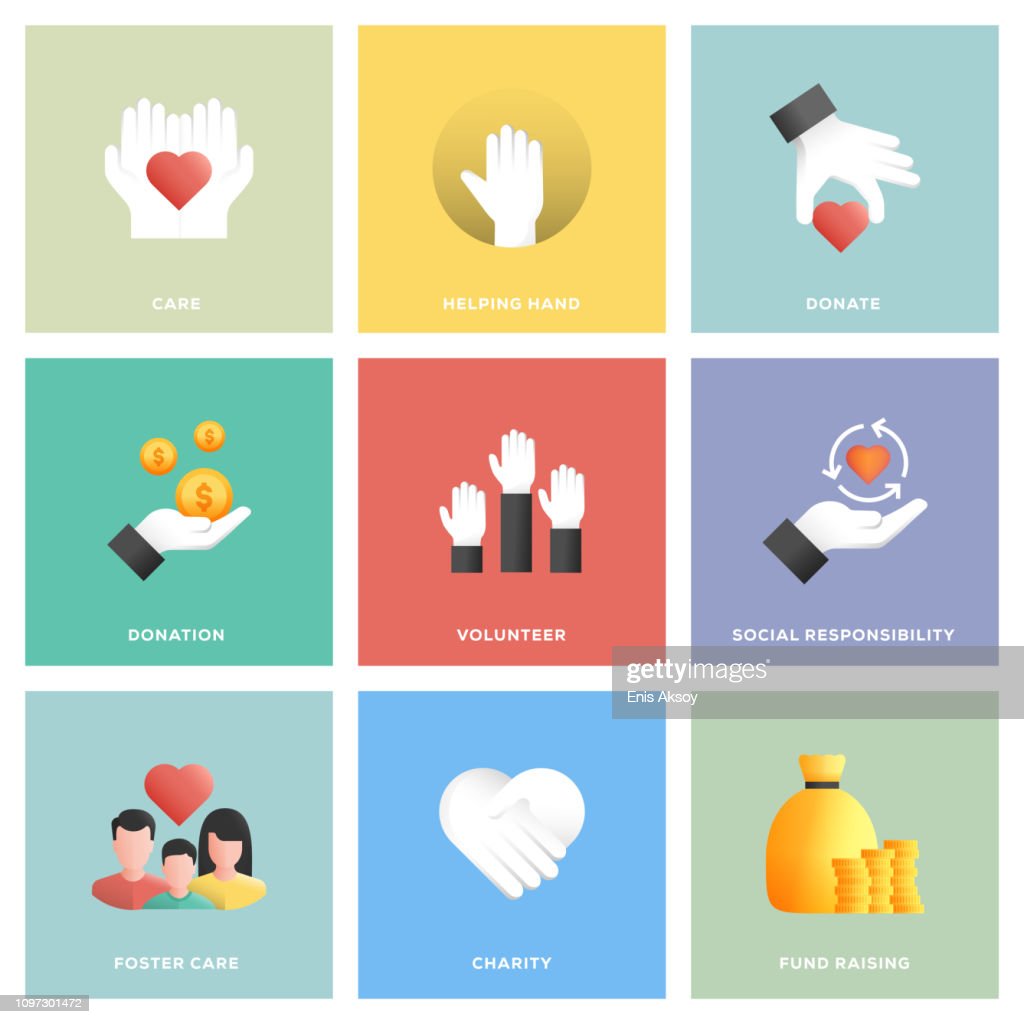 CARE
HELPING HAND
DONATE
DONATION
VOLUNTEER
SOCIAL RESPONSIBILITY
gettyimages
Enis Aksoy
FOSTER CARE
CHARITY
FUND RAISING
1097301472